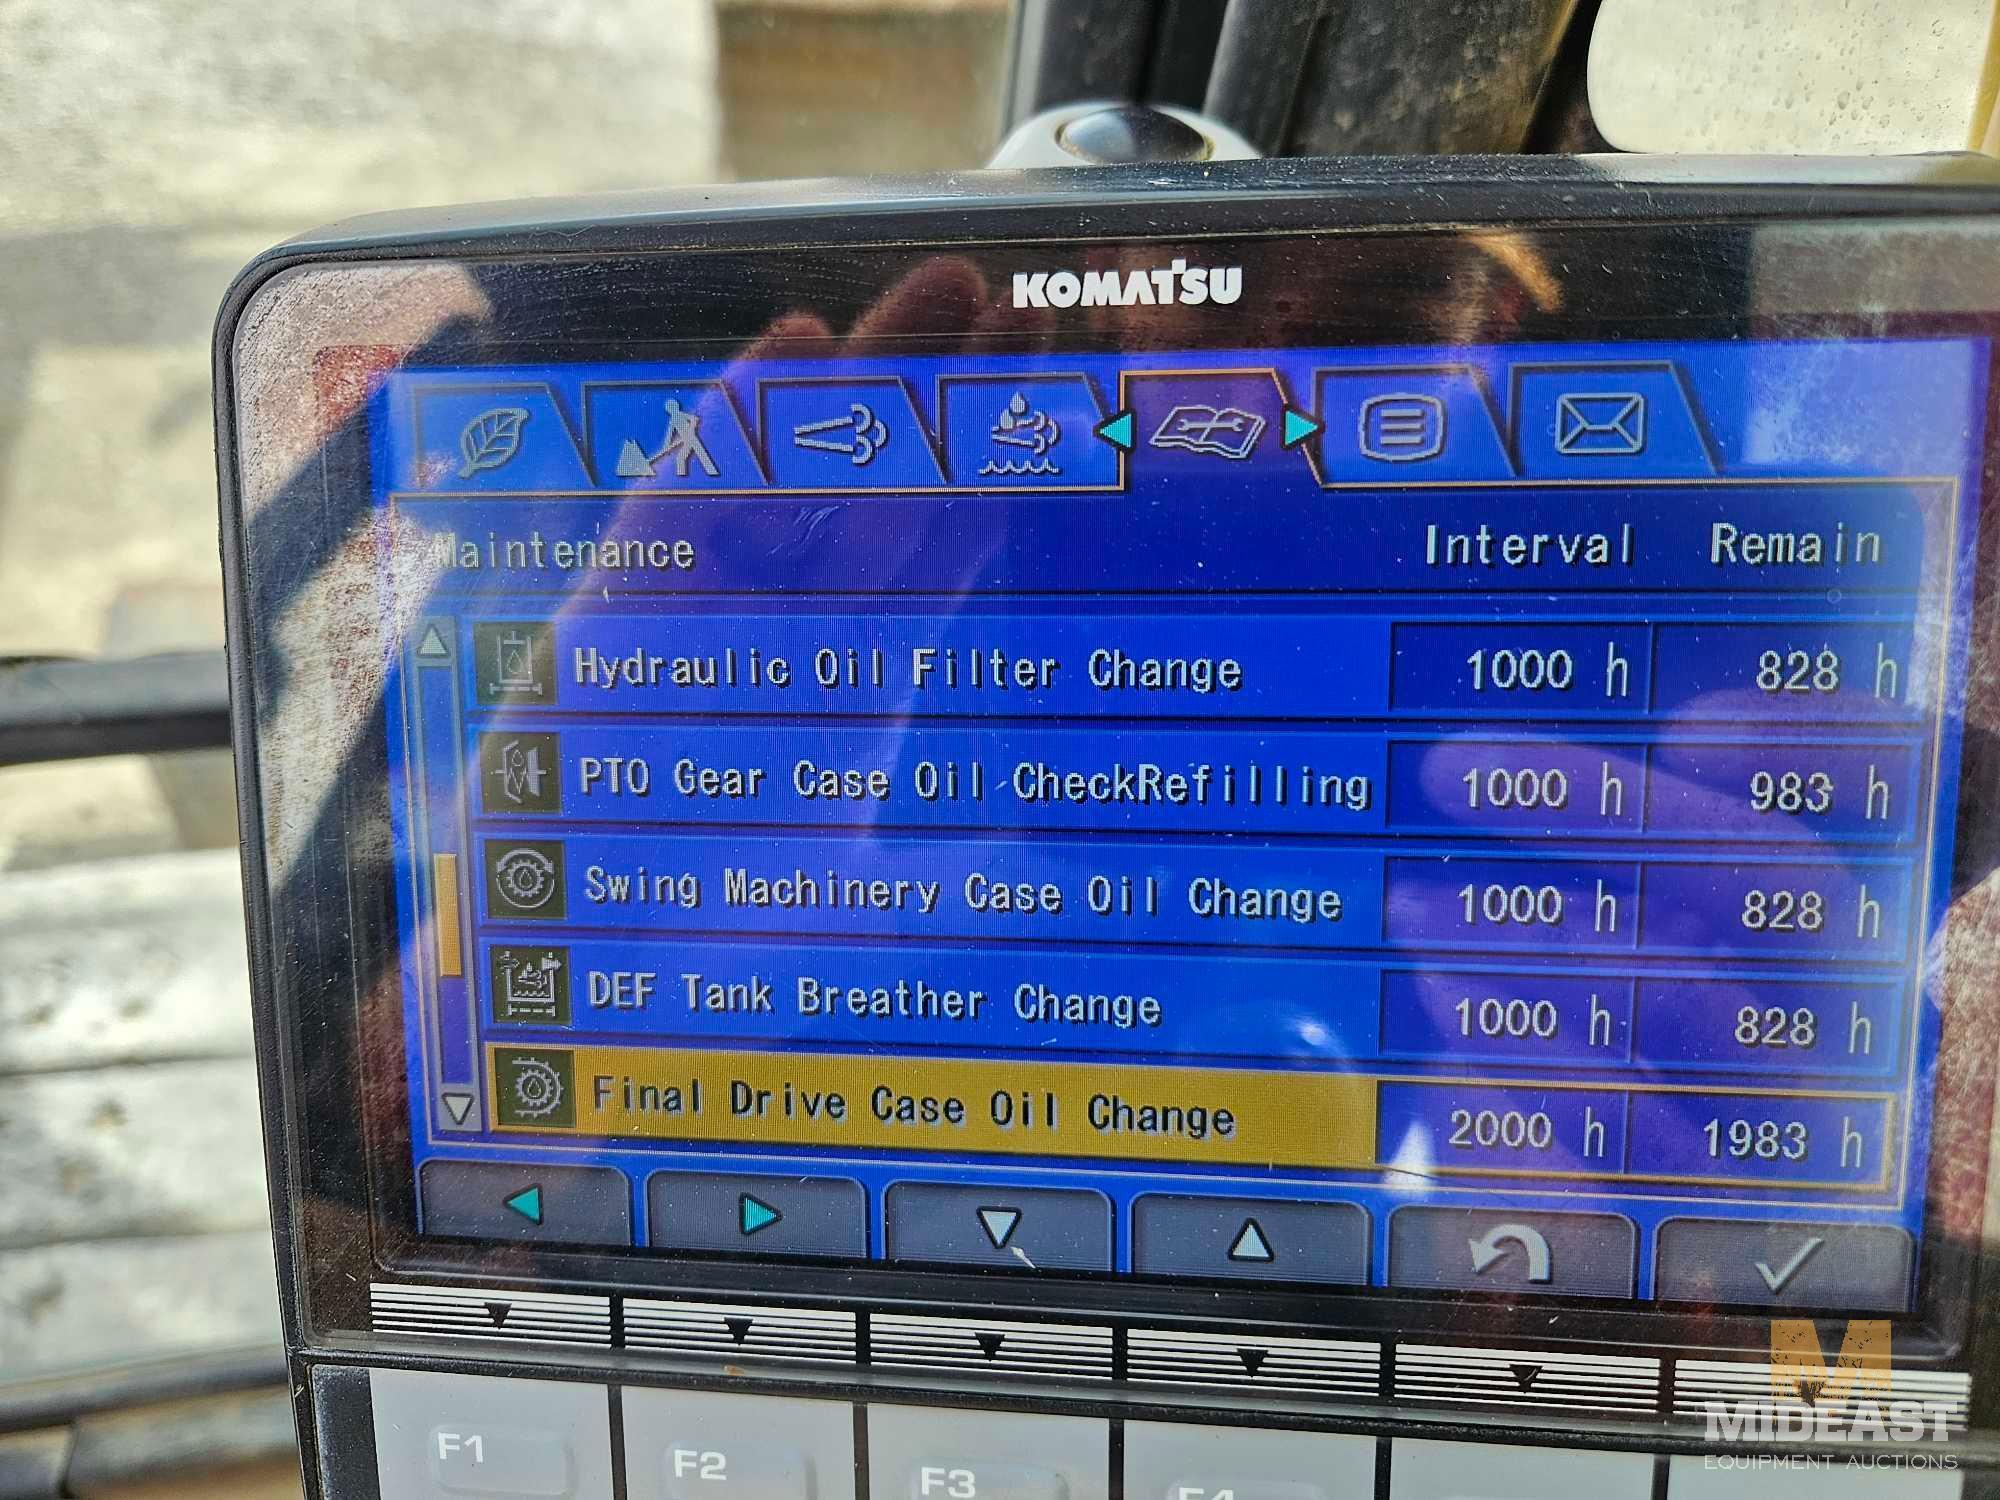 KOMATSU
Maintenance Interval Remain
Hydraulic Oil Filter Change 1000 h 828 h
PTO Gear Case Oil CheckRefilling 1000 h 983 h
Swing Machinery Case Oil Change 1000 h 828 h
DEF Tank Breather Change 1000 h 828 h
Final Drive Case Oil Change 2000 h 1983 h
F1 F2 F3 F4
M
MIDEAST
EQUIPMENT AUCTIONS